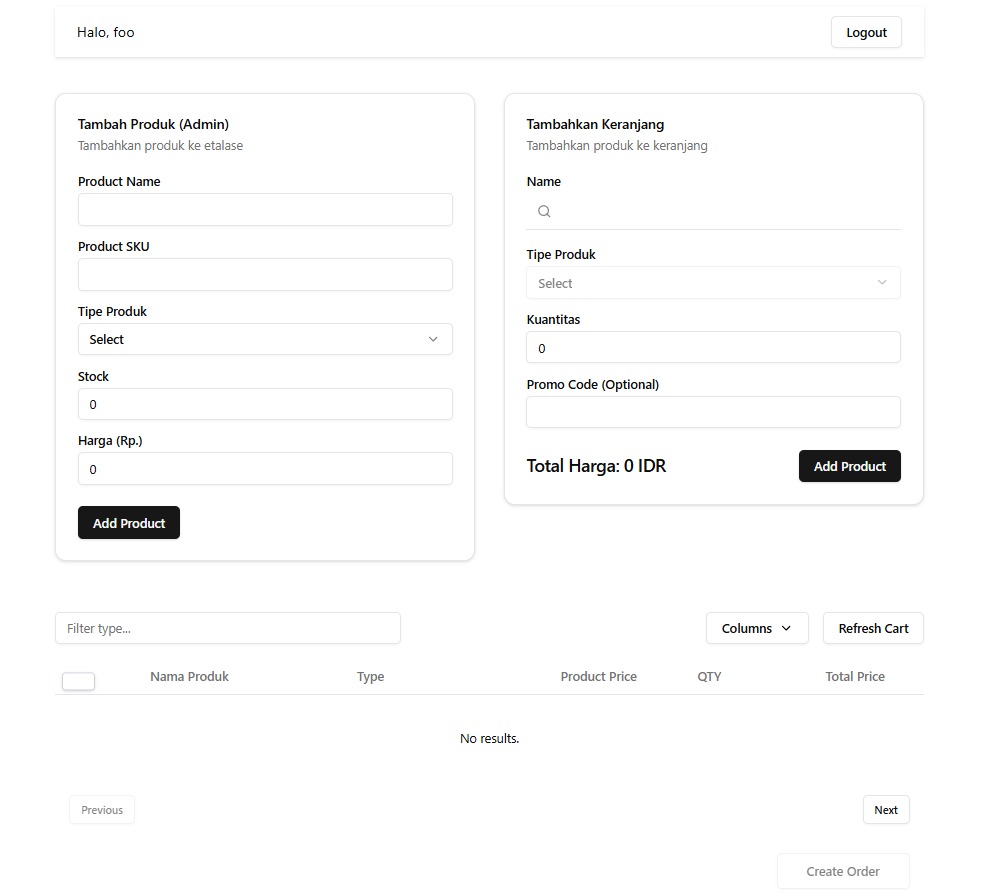 Halo, foo
Logout
Tambah Produk (Admin)
Tambahkan produk ke etalase
Product Name
Product SKU
Tipe Produk
Select
Stock
0
Harga (Rp.)
0
Add Product
Tambahkan Keranjang
Tambahkan produk ke keranjang
Name
Tipe Produk
Select
Kuantitas
0
Promo Code (Optional)
Total Harga: 0 IDR
Add Product
Filter type...
Columns
Refresh Cart
Nama Produk Type Product Price QTY Total Price
No results.
Previous
Next
Create Order